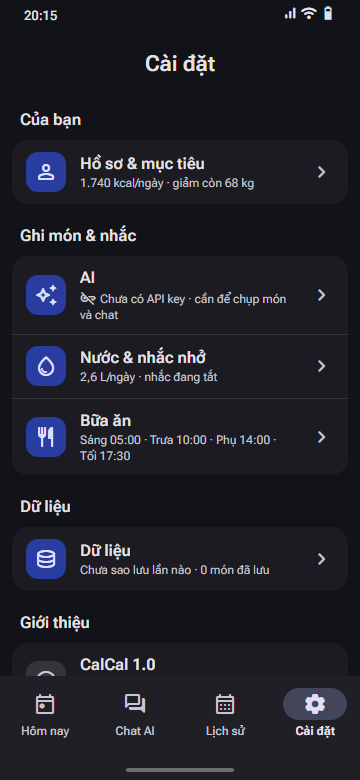 20:15
Cài đặt
Của bạn
Hồ sơ & mục tiêu
1.740 kcal/ngày · giảm còn 68 kg
Ghi món & nhắc
AI
Chưa có API key · cần để chụp món
và chat
Nước & nhắc nhở
2,6 L/ngày · nhắc đang tắt
Bữa ăn
Sáng 05:00 · Trưa 10:00 · Phụ 14:00 ·
Tối 17:30
Dữ liệu
Dữ liệu
Chưa sao lưu lần nào · 0 món đã lưu
Giới thiệu
CalCal 1.0
Hôm nay
Chat AI
Lịch sử
Cài đặt